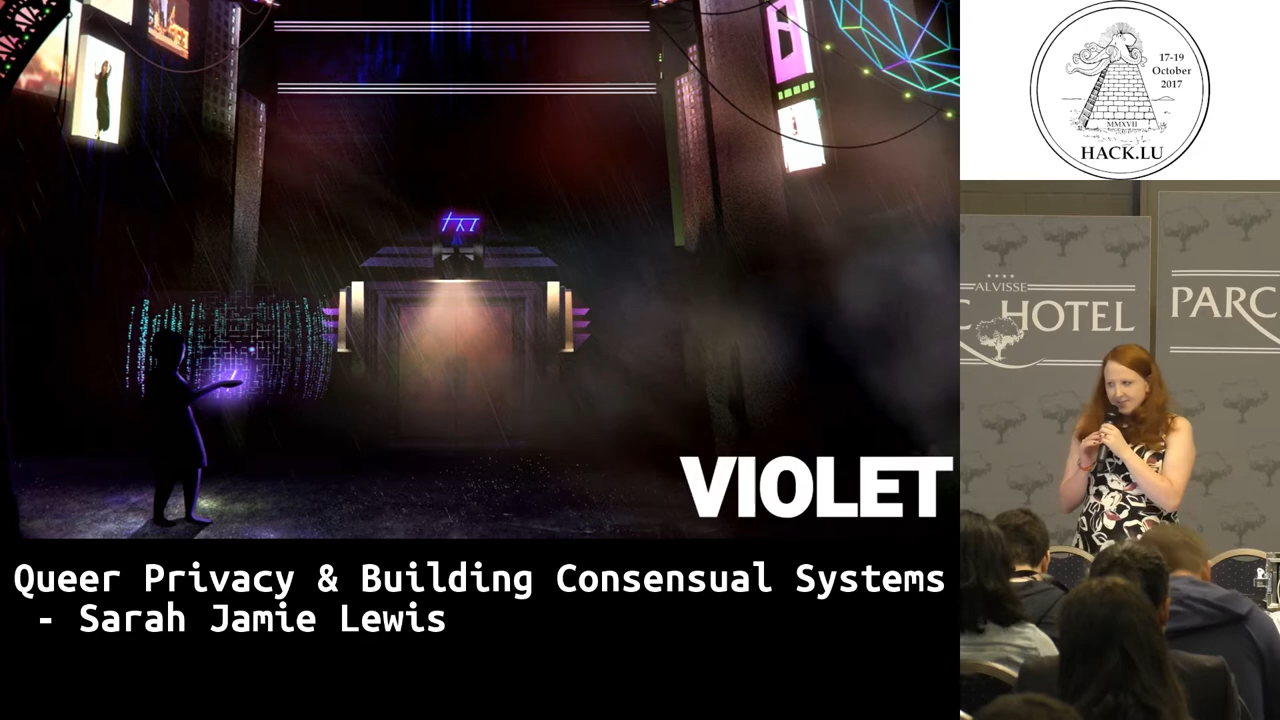 VIOLET
Queer Privacy & Building Consensual Systems
- Sarah Jamie Lewis
17-19
October
2017
MMXVII
HACK.LU
ALVISSE
C HOTEL
PARC